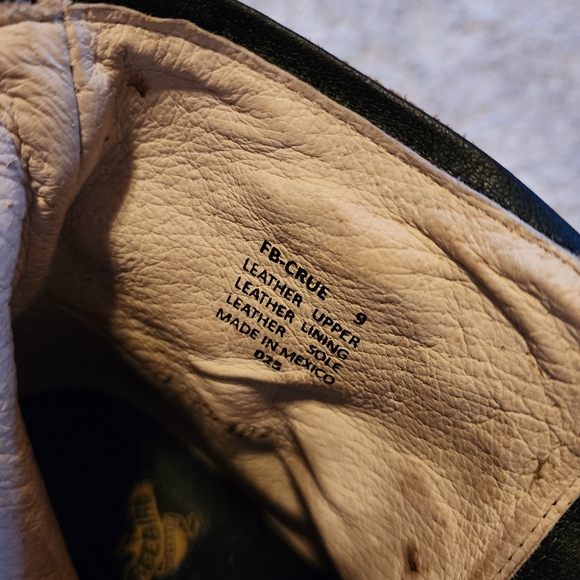 FB-CRUE 9
LEATHER UPPER
LEATHER LINING
LEATHER SOLE
MADE IN MEXICO
025